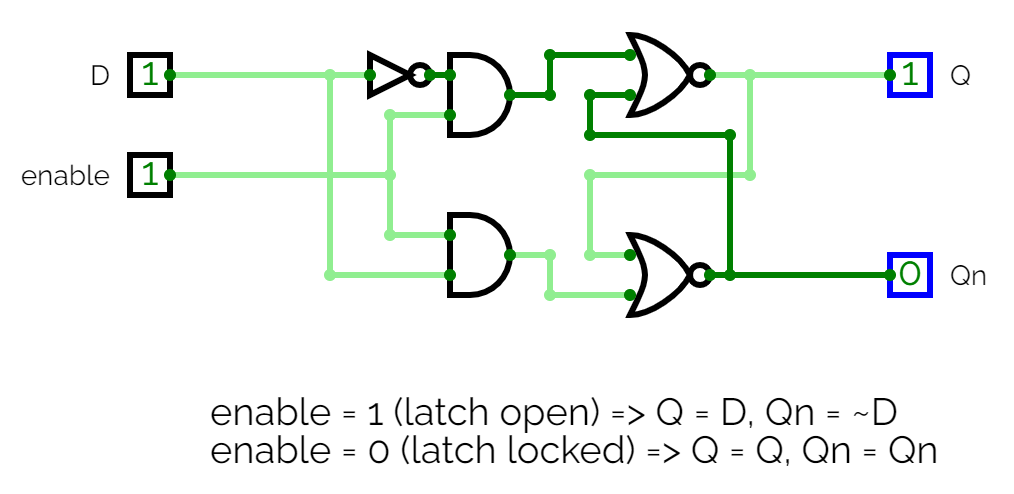 D 1 1 Q
enable 1
0 Qn
enable = 1 (latch open) => Q = D, Qn = ~D
enable = 0 (latch locked) => Q = Q, Qn = Qn